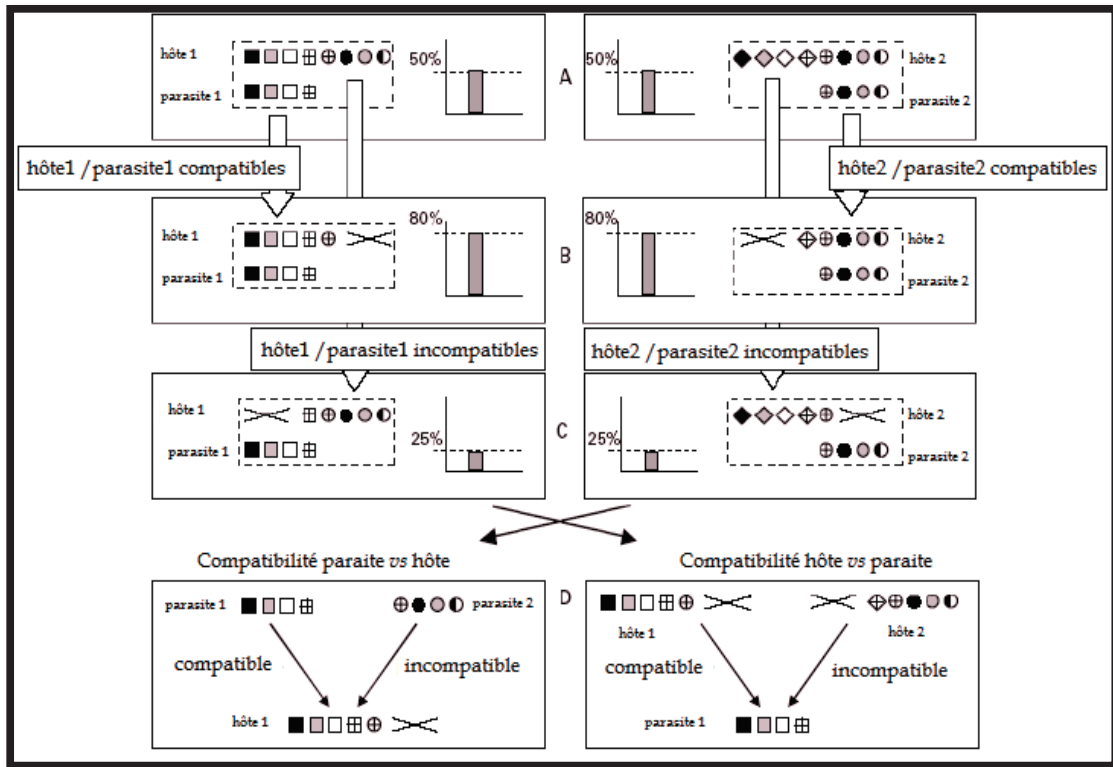 hôte 1
parasite 1
50%
A
50%
hôte 2
parasite 2
hôte1 /parasite1 compatibles
hôte2 /parasite2 compatibles
hôte 1
parasite 1
80%
B
80%
hôte 2
parasite 2
hôte1 /parasite1 incompatibles
hôte2 /parasite2 incompatibles
hôte 1
parasite 1
25%
C
25%
hôte 2
parasite 2
Compatibilité paraite vs hôte
Compatibilité hôte vs paraite
parasite 1
parasite 2
compatible
incompatible
hôte 1
D
hôte 1
hôte 2
compatible
incompatible
parasite 1